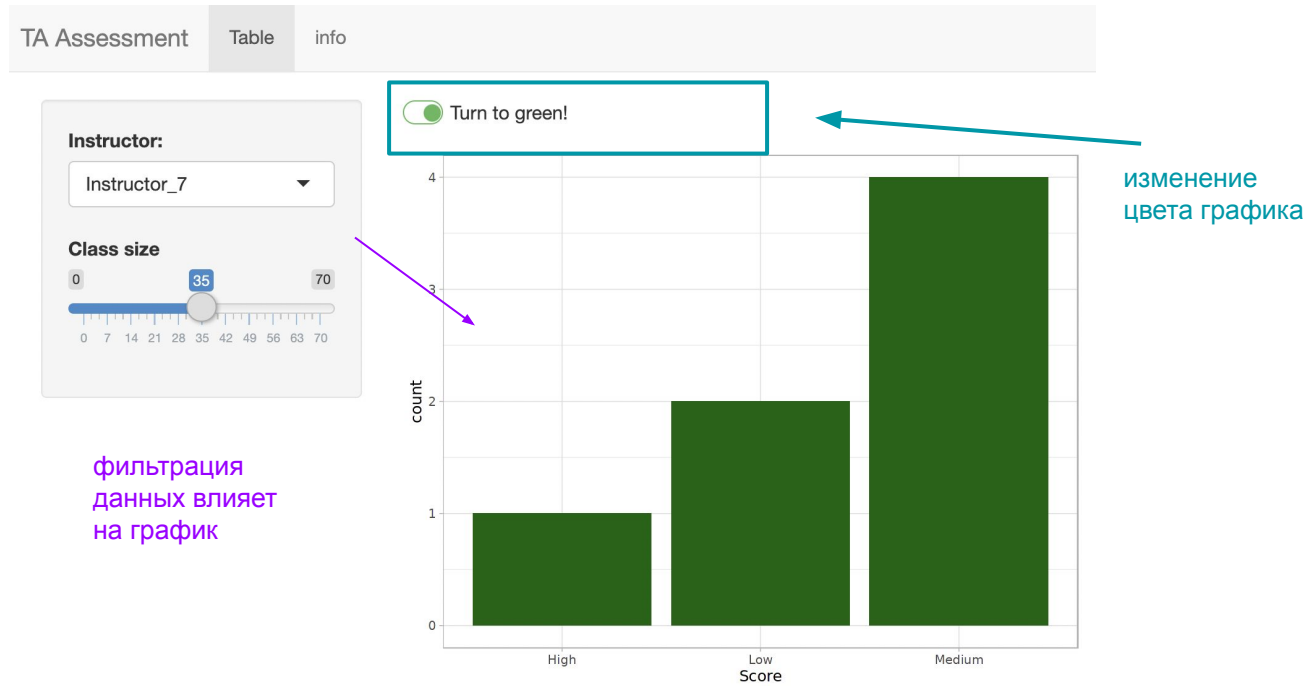 TA Assessment Table info
Turn to green!
Instructor:
Instructor_7
Class size
0 35 70
0 7 14 21 28 35 42 49 56 63 70
фильтрация
данных влияет
на график
изменение
цвета графика
4
3
2
1
0
count
High Low Medium
Score